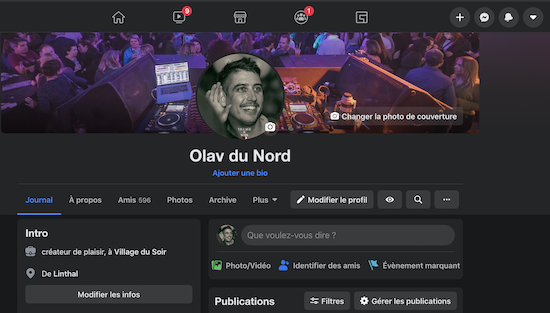 9
1
Changer la photo de couverture
Olav du Nord
Ajouter une bio
Journal À propos Amis 596 Photos Archive Plus Modifier le profil
Intro
créateur de plaisir, à Village du Soir
De Linthal
Modifier les infos
Que voulez-vous dire ?
Photo/Vidéo Identifier des amis Évènement marquant
Publications Filtres Gérer les publications